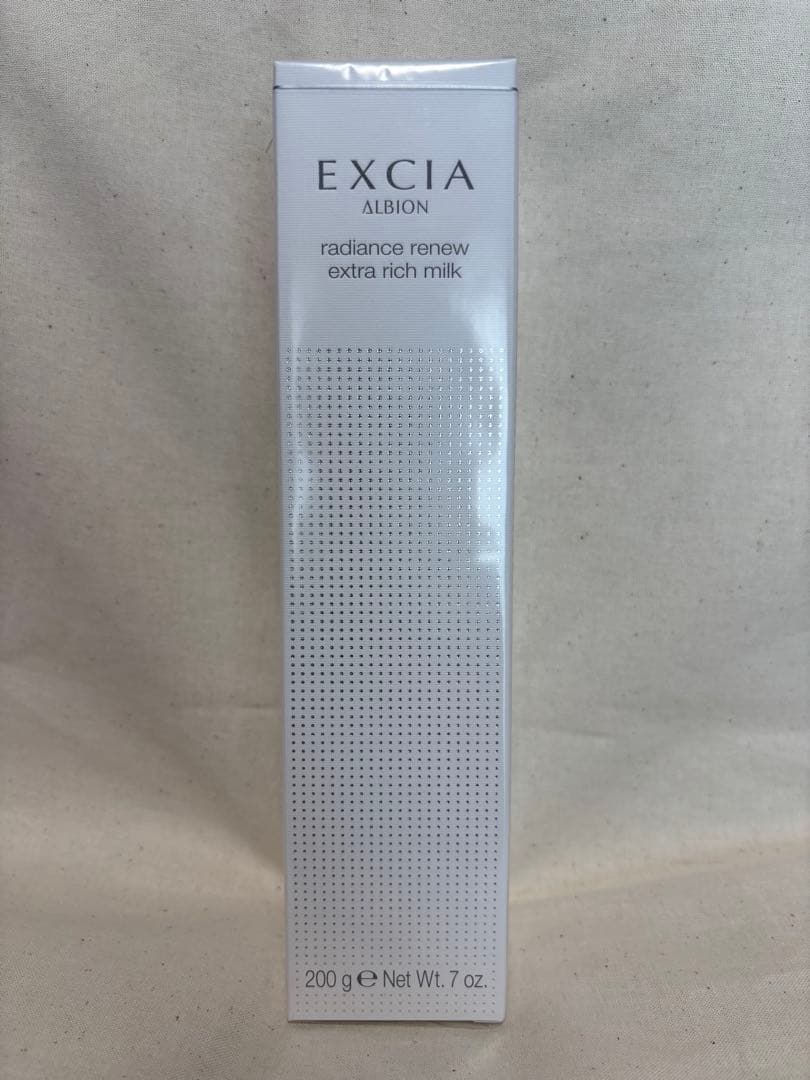 EXCIA
ALBION
radiance renew
extra rich milk
200 g ℮ Net Wt. 7 oz.